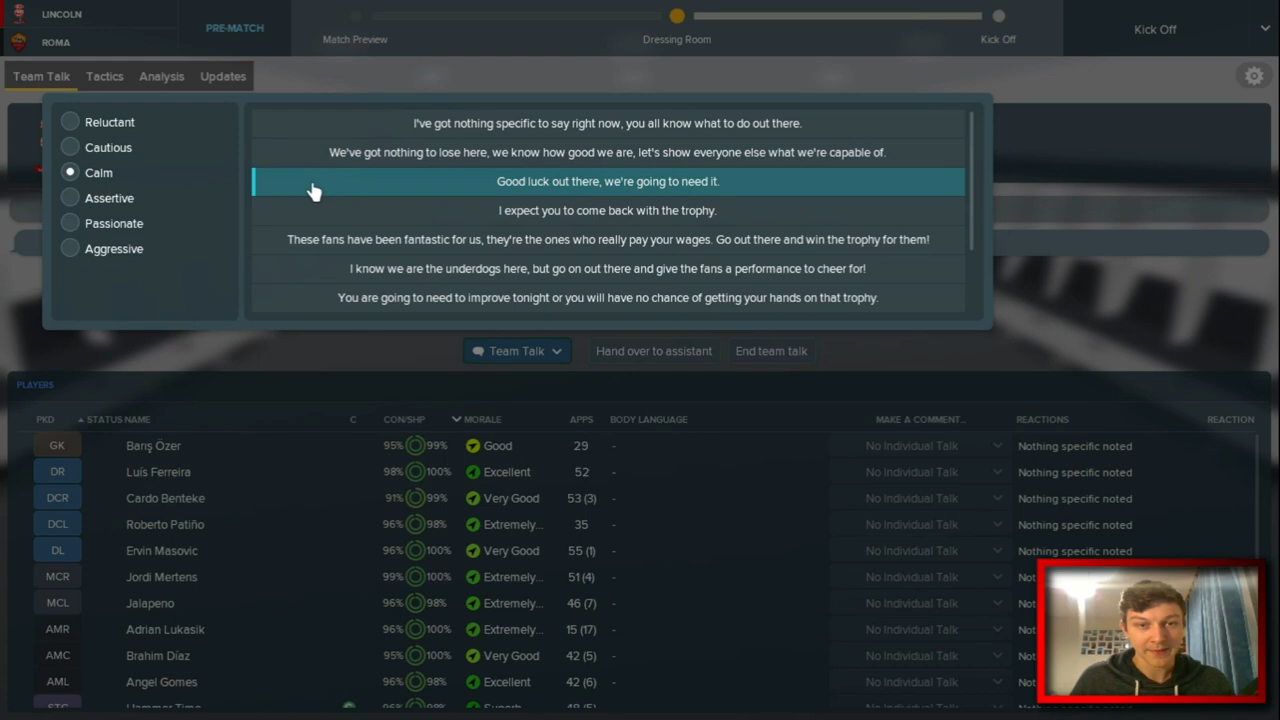 LINCOLN
ROMA
PRE-MATCH
Match Preview
Dressing Room
Kick Off
Kick Off
Team Talk Tactics Analysis Updates
Reluctant
Cautious
Calm
Assertive
Passionate
Aggressive
I've got nothing specific to say right now, you all know what to do out there.
We've got nothing to lose here, we know how good we are, let's show everyone else what we're capable of.
Good luck out there, we're going to need it.
I expect you to come back with the trophy.
These fans have been fantastic for us, they're the ones who really pay your wages. Go out there and win the trophy for them!
I know we are the underdogs here, but go on out there and give the fans a performance to cheer for!
You are going to need to improve tonight or you will have no chance of getting your hands on that trophy.
Team Talk Hand over to assistant End team talk
PLAYERS
PKD STATUS NAME C CON/SHP MORALE APPS BODY LANGUAGE MAKE A COMMENT... REACTIONS REACTION
GK Barış Özer 95% 99% Good 29 - No Individual Talk Nothing specific noted
DR Luís Ferreira 98% 100% Excellent 52 - No Individual Talk Nothing specific noted
DCR Cardo Benteke 91% 99% Very Good 53 (3) - No Individual Talk Nothing specific noted
DCL Roberto Patiño 96% 98% Extremely... 35 - No Individual Talk Nothing specific noted
DL Ervin Masovic 96% 100% Very Good 55 (1) - No Individual Talk Nothing specific noted
MCR Jordi Mertens 99% 100% Extremely... 51 (4) - No Individual Talk
MCL Jalapeno 96% 98% Extremely... 46 (7) - No Individual Talk
AMR Adrian Lukasik 96% 100% Extremely... 15 (17) - No Individual Talk
AMC Brahim Díaz 95% 100% Very Good 42 (5) - No Individual Talk
AML Angel Gomes 96% 98% Excellent 42 (6) - No Individual Talk